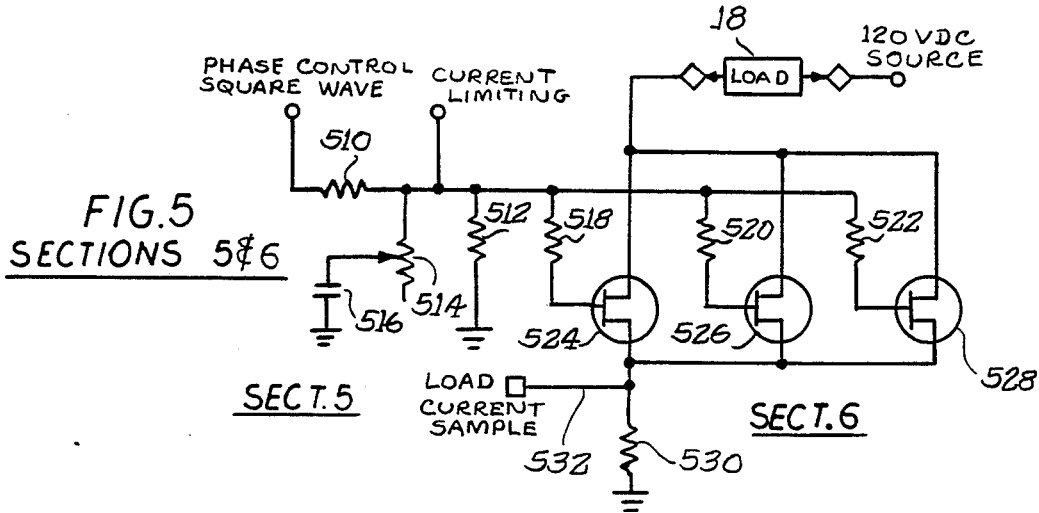 18
120 VDC
SOURCE
LOAD
PHASE CONTROL
SQUARE WAVE
CURRENT
LIMITING
510
FIG.5
SECTIONS 5&6
512
518
520
522
514
516
524
526
528
SECT.5
LOAD
CURRENT
SAMPLE
SECT.6
532
530